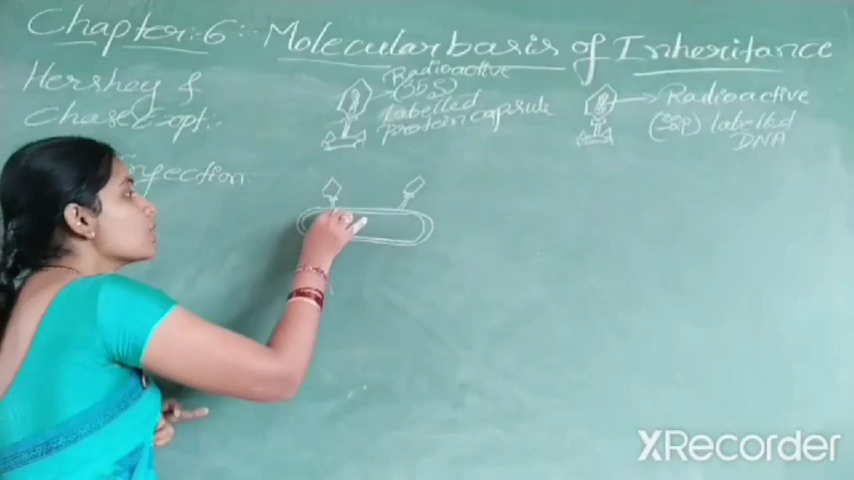 Chapter:-6:- Molecular basis of Inheritance
Hershey &
Chase Expt:-
Radioactive
(35S)
Labelled
Protein capsule
Radioactive
(32P) labelled
DNA
XRecorder